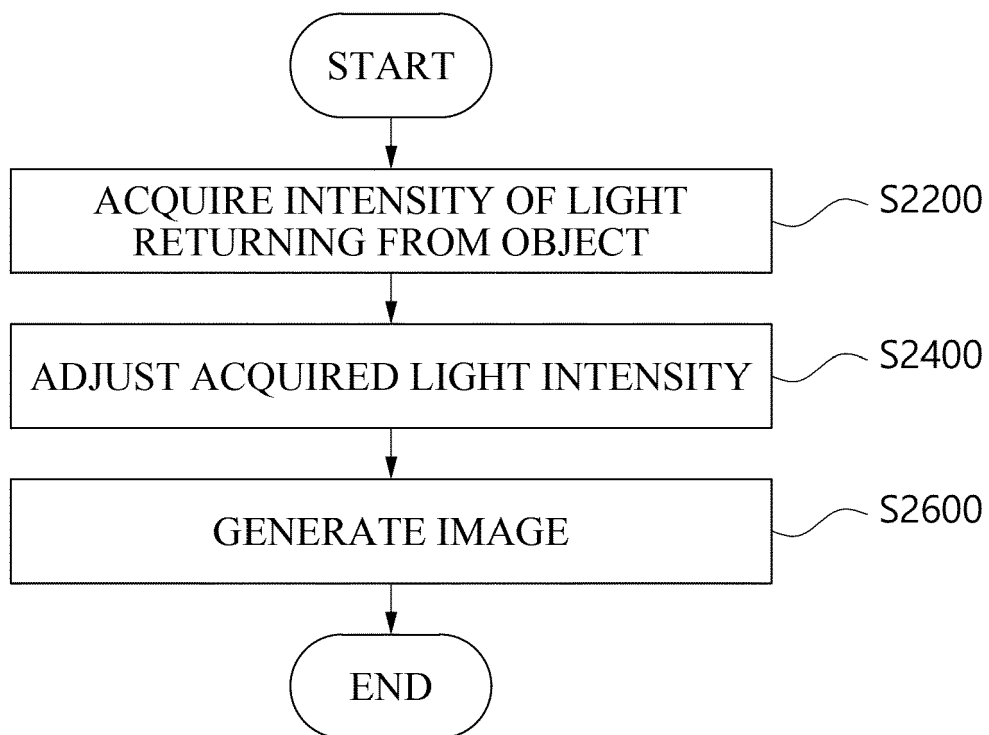 START
ACQUIRE INTENSITY OF LIGHT
RETURNING FROM OBJECT
S2200
ADJUST ACQUIRED LIGHT INTENSITY
S2400
GENERATE IMAGE
S2600
END